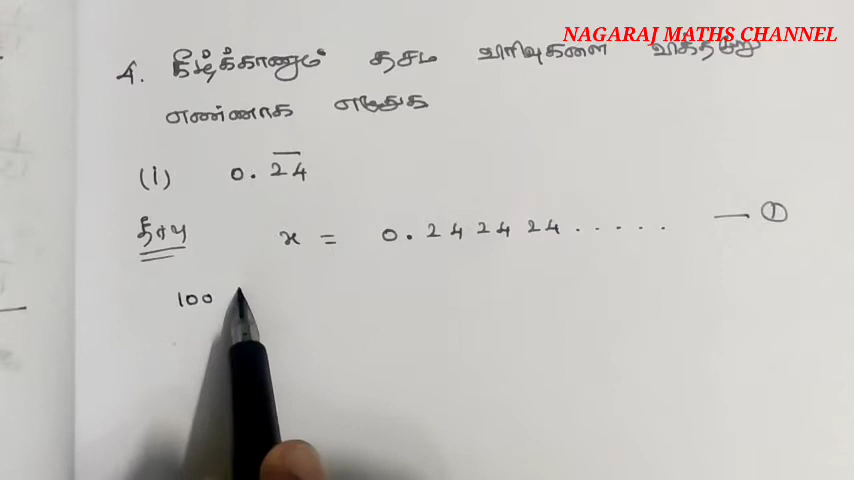 NAGARAJ MATHS CHANNEL
4. கீழ்க்காணும் தசம விரிவுகளை விகிதமுறு
எண்ணாக எழுதுக
(i) 0.2̅4̅
தீர்வு x = 0.242424..... — ①
100